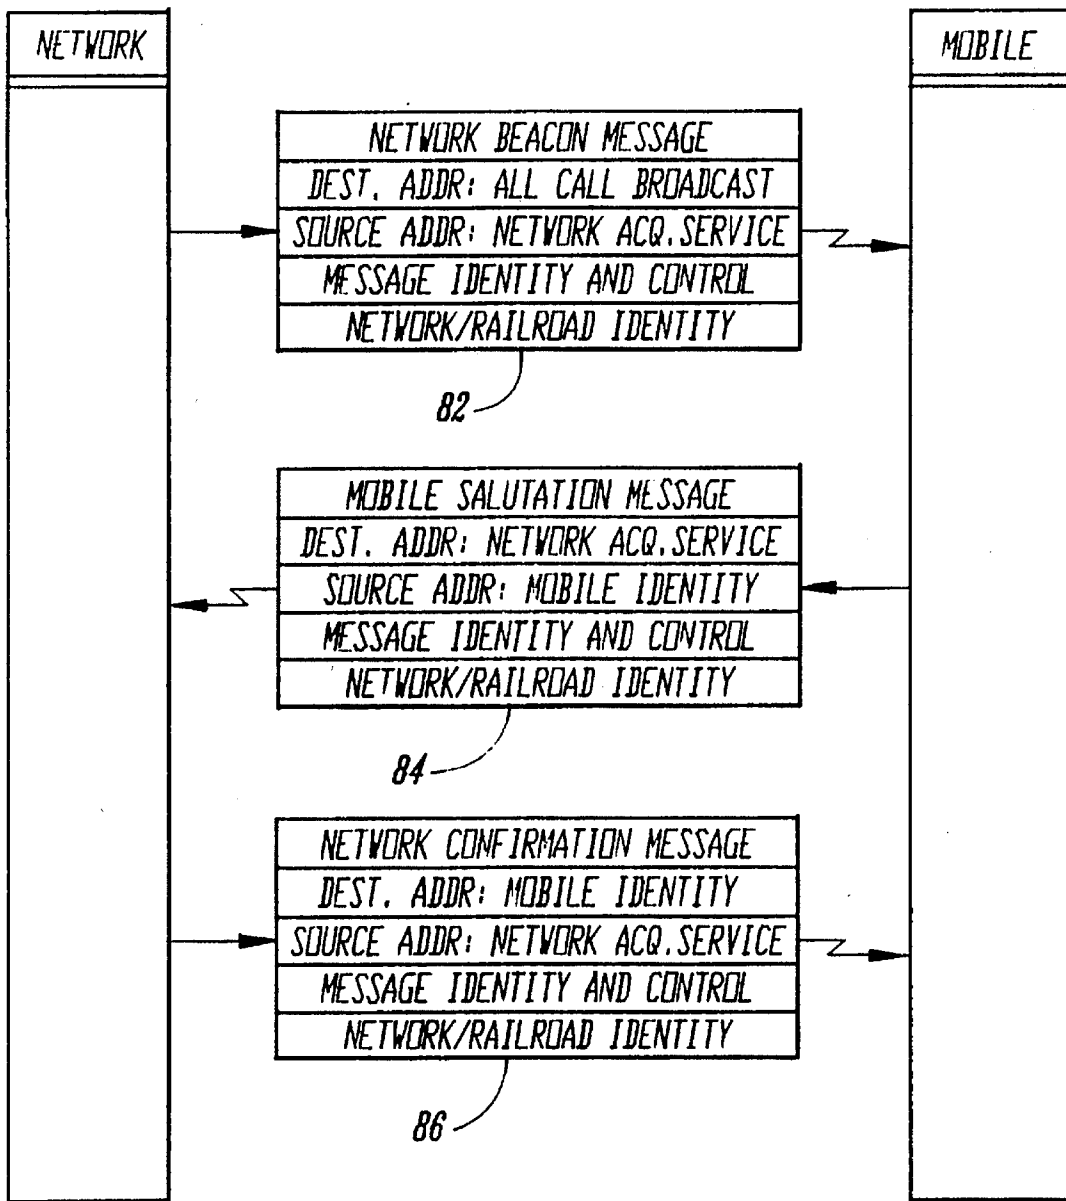 NETWORK
MOBILE
NETWORK BEACON MESSAGE
DEST. ADDR: ALL CALL BROADCAST
SOURCE ADDR: NETWORK ACQ.SERVICE
MESSAGE IDENTITY AND CONTROL
NETWORK/RAILROAD IDENTITY
82
MOBILE SALUTATION MESSAGE
DEST. ADDR: NETWORK ACQ.SERVICE
SOURCE ADDR: MOBILE IDENTITY
MESSAGE IDENTITY AND CONTROL
NETWORK/RAILROAD IDENTITY
84
NETWORK CONFIRMATION MESSAGE
DEST. ADDR: MOBILE IDENTITY
SOURCE ADDR: NETWORK ACQ.SERVICE
MESSAGE IDENTITY AND CONTROL
NETWORK/RAILROAD IDENTITY
86